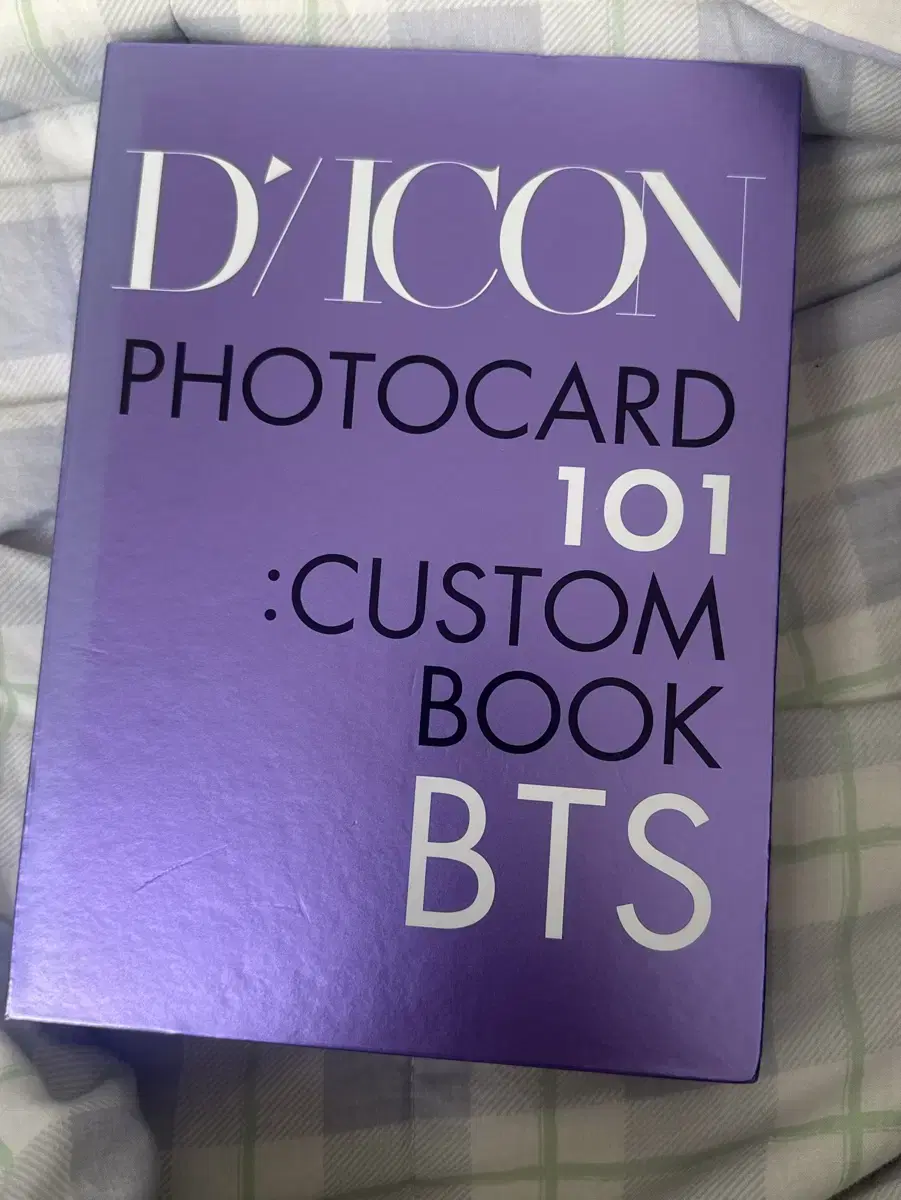 D'/ICON
PHOTOCARD
101
:CUSTOM
BOOK
BTS